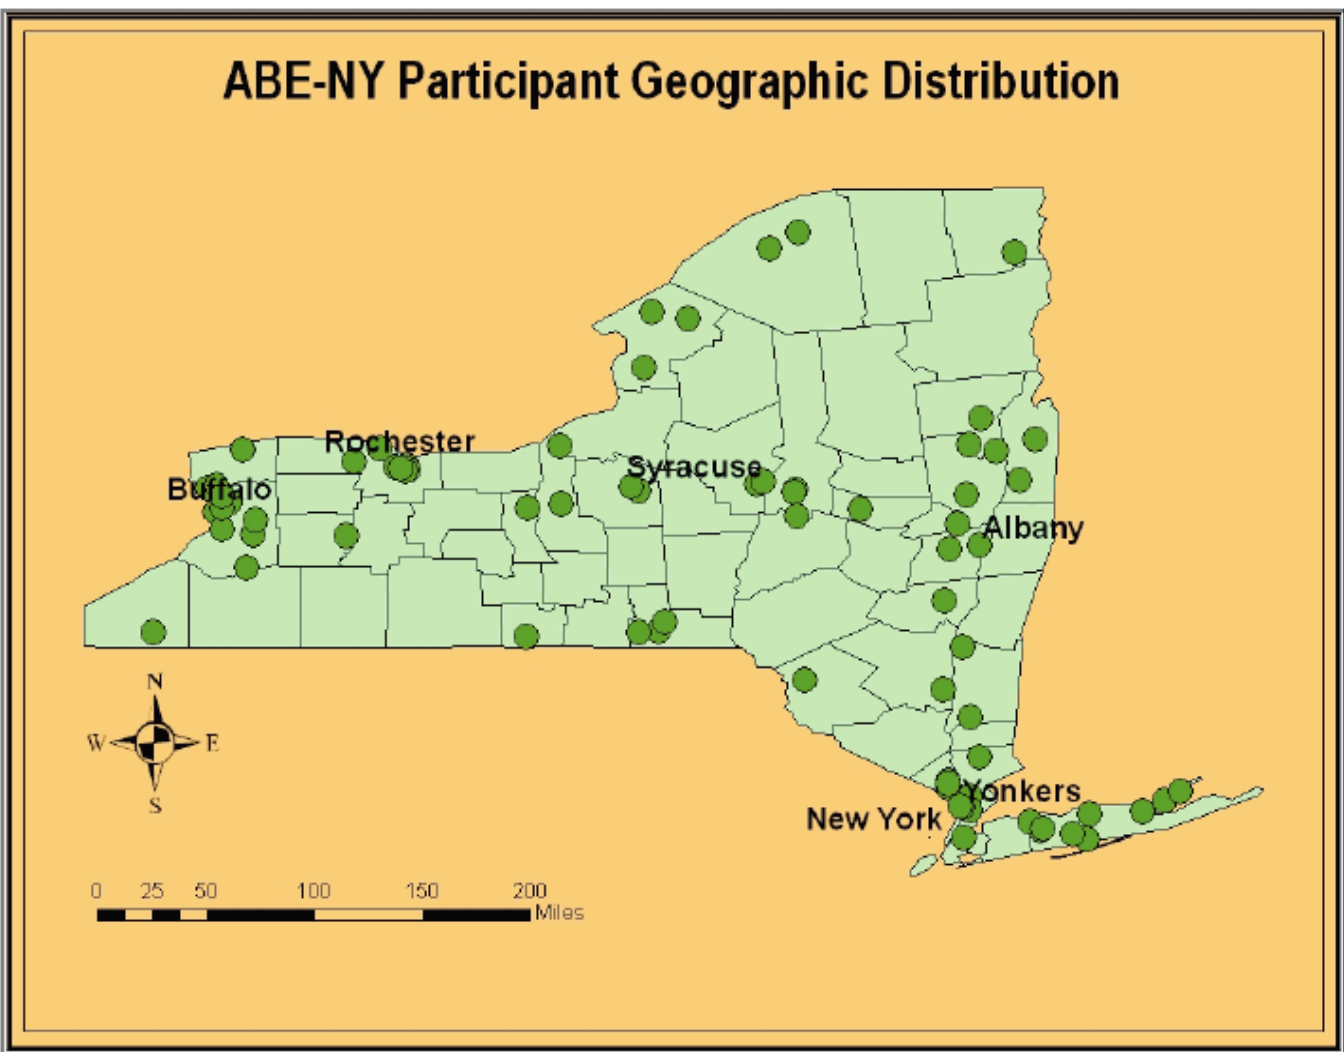 ABE-NY Participant Geographic Distribution
Rochester
Syracuse
Buffalo
Albany
N
W E
S
Yonkers
New York
0 25 50 100 150 200
Miles